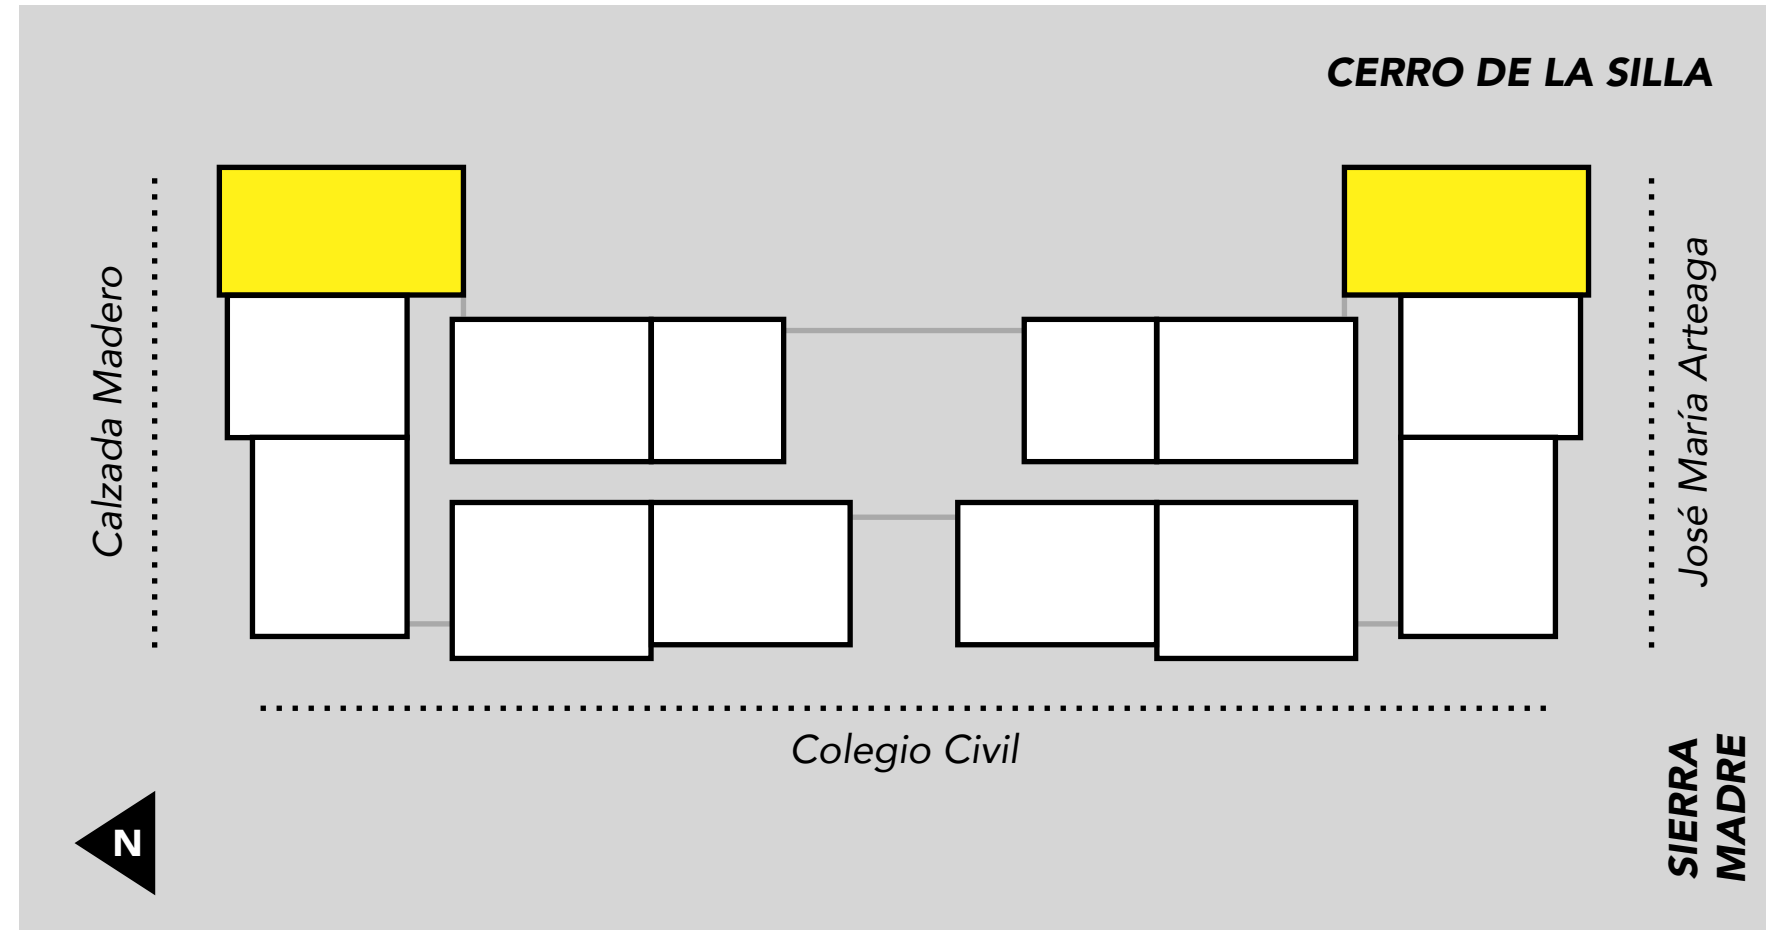 CERRO DE LA SILLA
Calzada Madero
José María Arteaga
Colegio Civil
N
SIERRA
MADRE